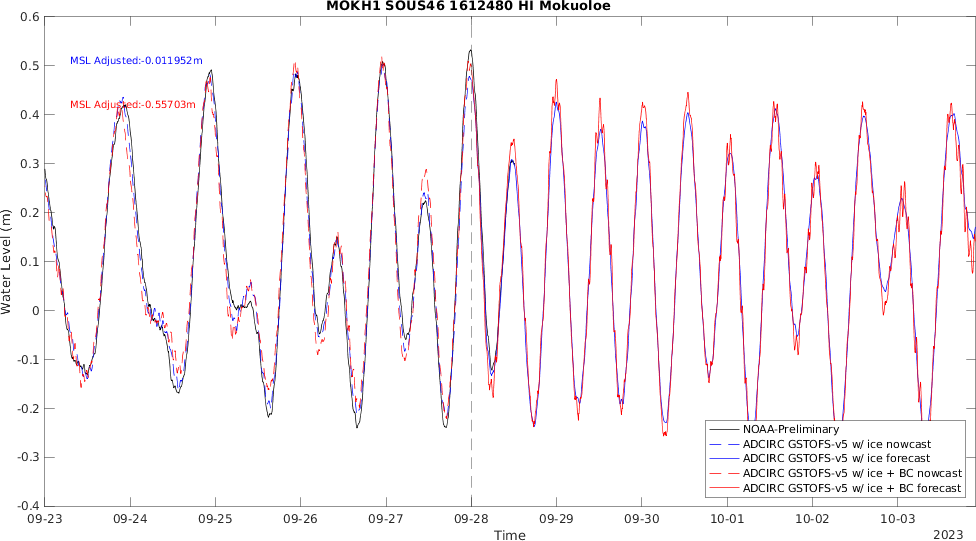 MOKH1 SOUS46 1612480 HI Mokuoloe
0.6
0.5
0.4
0.3
0.2
0.1
0
-0.1
-0.2
-0.3
-0.4
Water Level (m)
MSL Adjusted:-0.011952m
MSL Adjusted:-0.55703m
NOAA-Preliminary
ADCIRC GSTOFS-v5 w/ ice nowcast
ADCIRC GSTOFS-v5 w/ ice forecast
ADCIRC GSTOFS-v5 w/ ice + BC nowcast
ADCIRC GSTOFS-v5 w/ ice + BC forecast
09-23 09-24 09-25 09-26 09-27 09-28 09-29 09-30 10-01 10-02 10-03
Time
2023